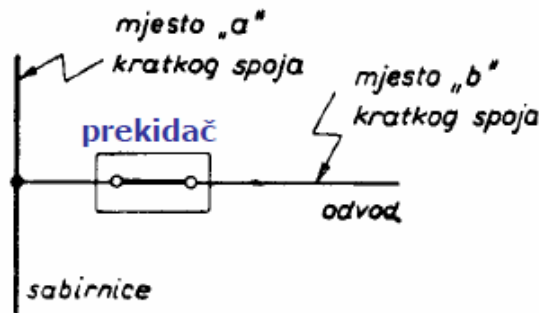 mjesto „a"
kratkog spoja
mjesto „b"
kratkog spoja
prekidač
odvod
sabirnice